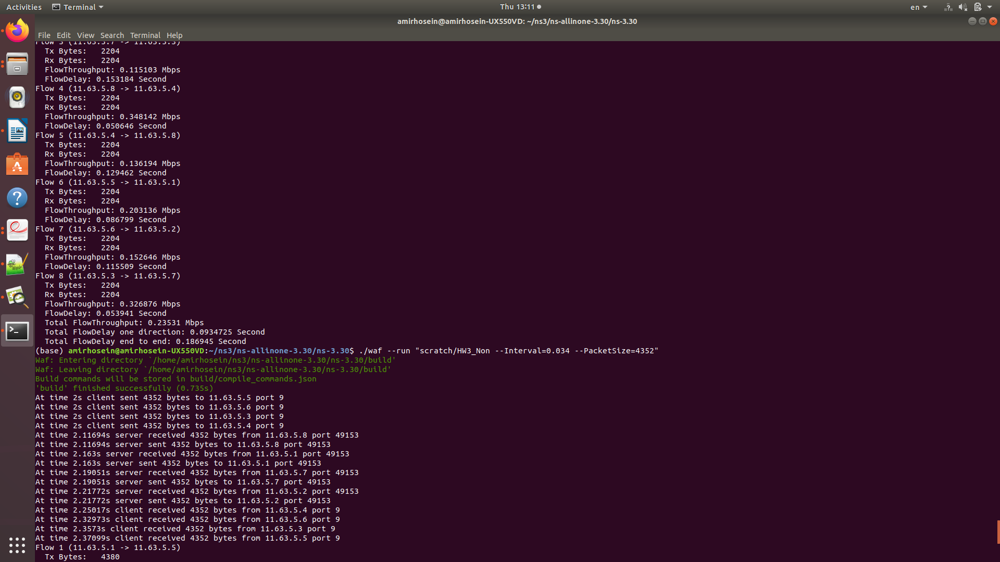 Activities Terminal Thu 13:11 en
amirhosein@amirhosein-UX550VD: ~/ns3/ns-allinone-3.30/ns-3.30
File Edit View Search Terminal Help
Flow 3 (11.63.5.7 -> 11.63.5.3)
Tx Bytes: 2204
Rx Bytes: 2204
FlowThroughput: 0.115103 Mbps
FlowDelay: 0.153184 Second
Flow 4 (11.63.5.8 -> 11.63.5.4)
Tx Bytes: 2204
Rx Bytes: 2204
FlowThroughput: 0.348142 Mbps
FlowDelay: 0.050646 Second
Flow 5 (11.63.5.4 -> 11.63.5.8)
Tx Bytes: 2204
Rx Bytes: 2204
FlowThroughput: 0.136194 Mbps
FlowDelay: 0.129462 Second
Flow 6 (11.63.5.5 -> 11.63.5.1)
Tx Bytes: 2204
Rx Bytes: 2204
FlowThroughput: 0.203136 Mbps
FlowDelay: 0.086799 Second
Flow 7 (11.63.5.6 -> 11.63.5.2)
Tx Bytes: 2204
Rx Bytes: 2204
FlowThroughput: 0.152646 Mbps
FlowDelay: 0.115509 Second
Flow 8 (11.63.5.3 -> 11.63.5.7)
Tx Bytes: 2204
Rx Bytes: 2204
FlowThroughput: 0.326876 Mbps
FlowDelay: 0.053941 Second
Total FlowThroughput: 0.23531 Mbps
Total FlowDelay one direction: 0.0934725 Second
Total FlowDelay end to end: 0.186945 Second
(base) amirhosein@amirhosein-UX550VD:~/ns3/ns-allinone-3.30/ns-3.30$ ./waf --run "scratch/HW3_Non --Interval=0.034 --PacketSize=4352"
Waf: Entering directory `/home/amirhosein/ns3/ns-allinone-3.30/ns-3.30/build'
Waf: Leaving directory `/home/amirhosein/ns3/ns-allinone-3.30/ns-3.30/build'
Build commands will be stored in build/compile_commands.json
'build' finished successfully (0.735s)
At time 2s client sent 4352 bytes to 11.63.5.5 port 9
At time 2s client sent 4352 bytes to 11.63.5.6 port 9
At time 2s client sent 4352 bytes to 11.63.5.3 port 9
At time 2s client sent 4352 bytes to 11.63.5.4 port 9
At time 2.11694s server received 4352 bytes from 11.63.5.8 port 49153
At time 2.11694s server sent 4352 bytes to 11.63.5.8 port 49153
At time 2.163s server received 4352 bytes from 11.63.5.1 port 49153
At time 2.163s server sent 4352 bytes to 11.63.5.1 port 49153
At time 2.19051s server received 4352 bytes from 11.63.5.7 port 49153
At time 2.19051s server sent 4352 bytes to 11.63.5.7 port 49153
At time 2.21772s server received 4352 bytes from 11.63.5.2 port 49153
At time 2.21772s server sent 4352 bytes to 11.63.5.2 port 49153
At time 2.25017s client received 4352 bytes from 11.63.5.4 port 9
At time 2.32973s client received 4352 bytes from 11.63.5.6 port 9
At time 2.3573s client received 4352 bytes from 11.63.5.3 port 9
At time 2.37099s client received 4352 bytes from 11.63.5.5 port 9
Flow 1 (11.63.5.1 -> 11.63.5.5)
Tx Bytes: 4380